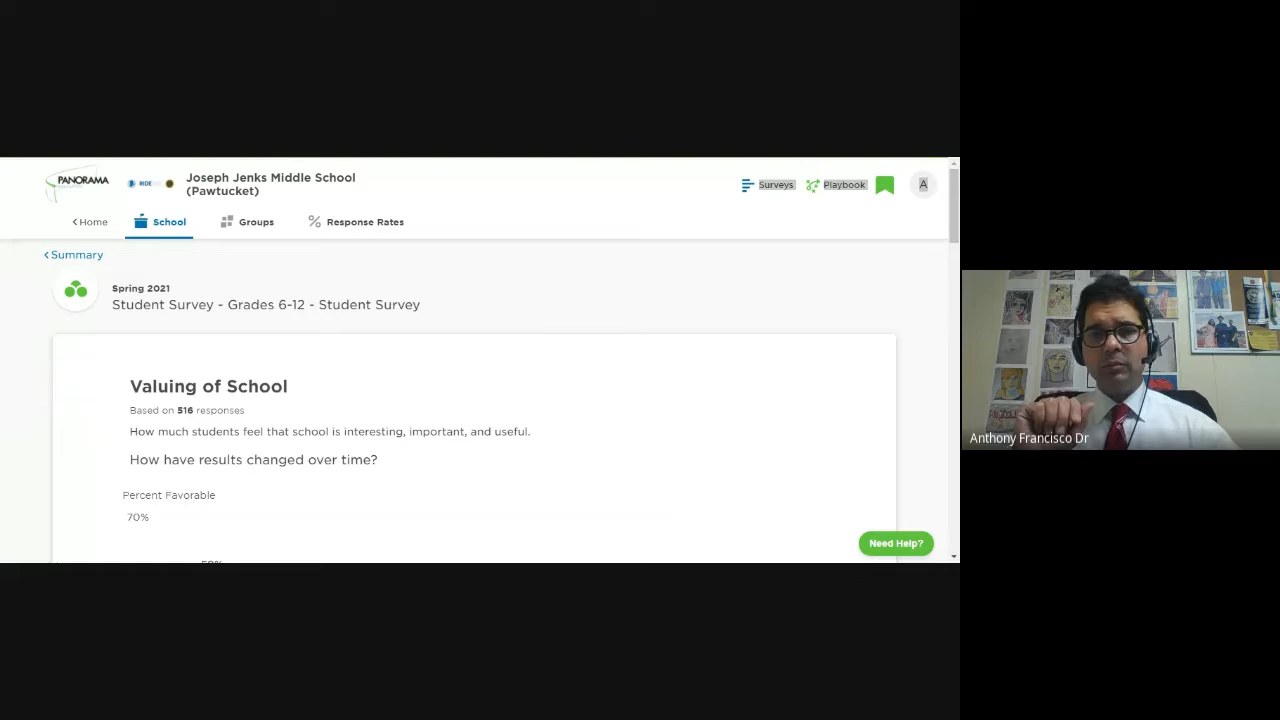 PANORAMA
RIDE
Joseph Jenks Middle School
(Pawtucket)
Surveys
Playbook
A
Home
School
Groups
Response Rates
Summary
Spring 2021
Student Survey - Grades 6-12 - Student Survey
Valuing of School
Based on 516 responses
How much students feel that school is interesting, important, and useful.
How have results changed over time?
Percent Favorable
70%
Need Help?
Anthony Francisco Dr